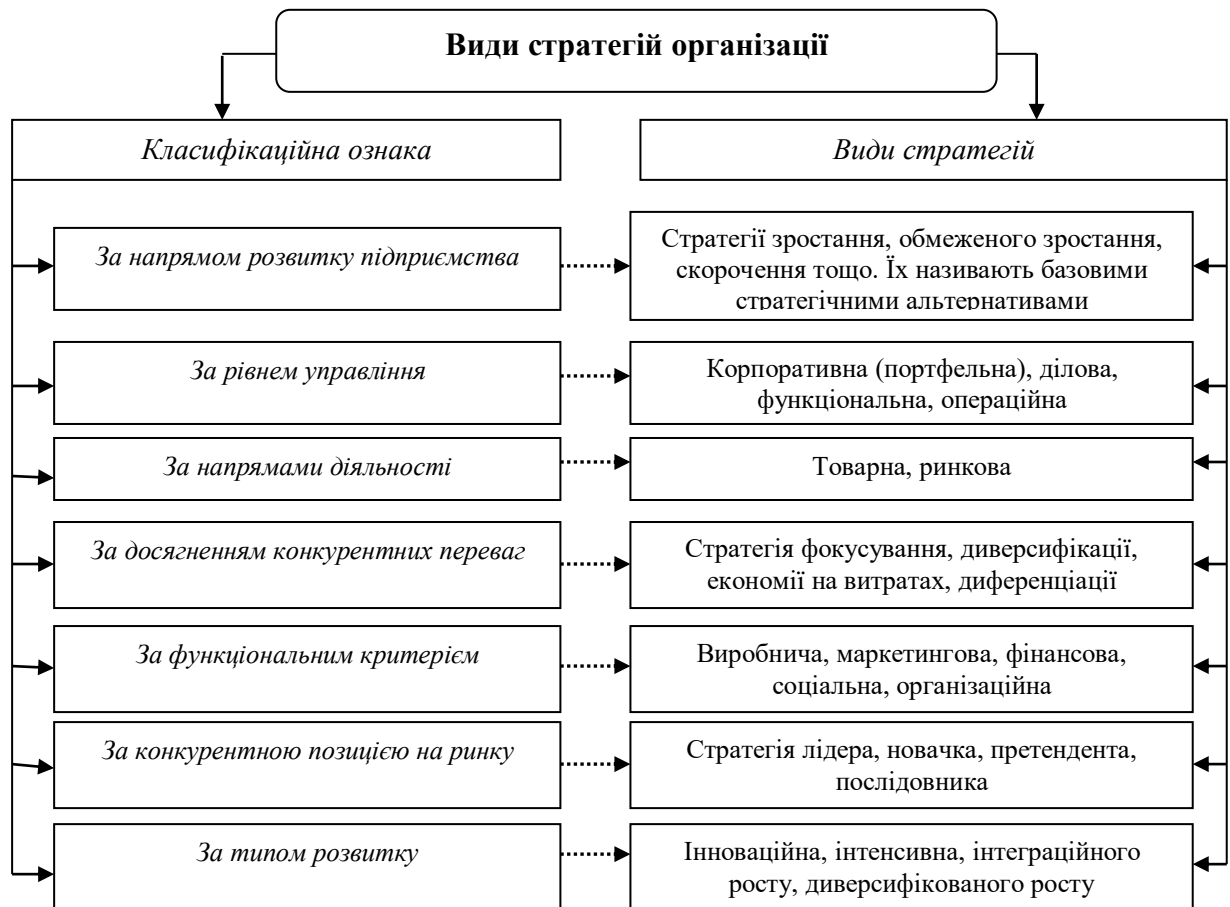 Види стратегій організації
Класифікаційна ознака
Види стратегій
За напрямом розвитку підприємства
Стратегії зростання, обмеженого зростання,
скорочення тощо. Їх називають базовими
стратегічними альтернативами
За рівнем управління
Корпоративна (портфельна), ділова,
функціональна, операційна
За напрямами діяльності
Товарна, ринкова
За досягненням конкурентних переваг
Стратегія фокусування, диверсифікації,
економії на витратах, диференціації
За функціональним критерієм
Виробнича, маркетингова, фінансова,
соціальна, організаційна
За конкурентною позицією на ринку
Стратегія лідера, новачка, претендента,
послідовника
За типом розвитку
Інноваційна, інтенсивна, інтеграційного
росту, диверсифікованого росту